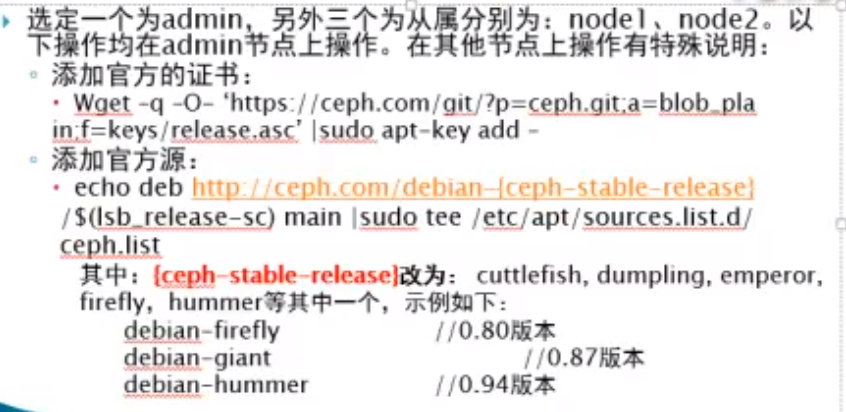 选定一个为admin，另外三个为从属分别为：node1、node2。以
下操作均在admin节点上操作。在其他节点上操作有特殊说明：
添加官方的证书：
Wget -q -O- ‘https://ceph.com/git/?p=ceph.git;a=blob_pla
in;f=keys/release.asc’ |sudo apt-key add -
添加官方源：
echo deb http://ceph.com/debian-{ceph-stable-release}
/$(lsb_release-sc) main |sudo tee /etc/apt/sources.list.d/
ceph.list
其中：{ceph-stable-release}改为： cuttlefish, dumpling, emperor,
firefly，hummer等其中一个，示例如下：
debian-firefly //0.80版本
debian-giant //0.87版本
debian-hummer //0.94版本